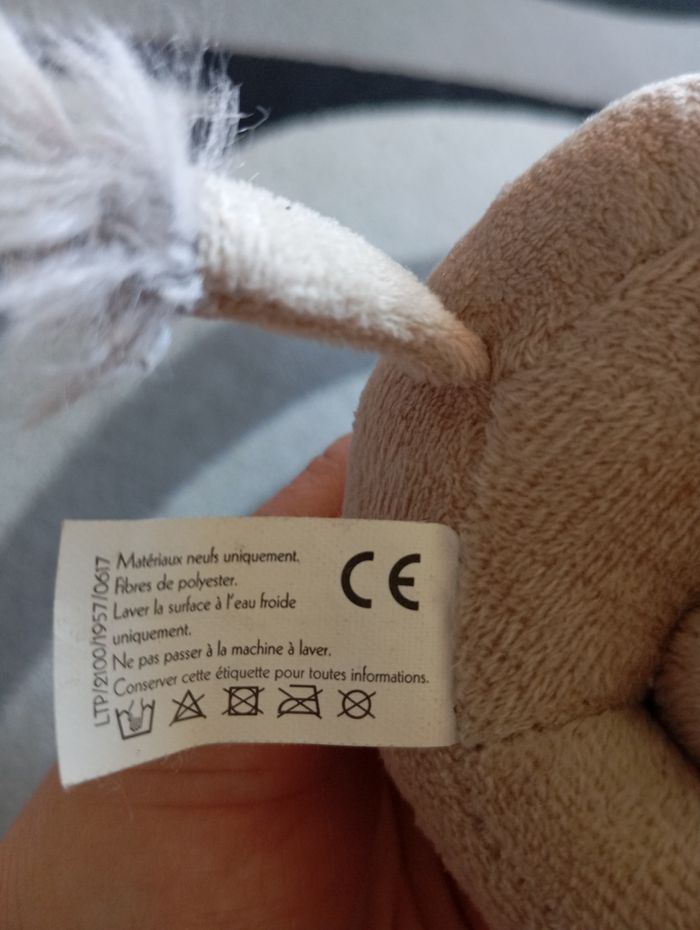 Matériaux neufs uniquement.
Fibres de polyester.
Laver la surface à l'eau froide
uniquement.
Ne pas passer à la machine à laver.
Conserver cette étiquette pour toutes informations.
CE
LTP/2100/1957/0617